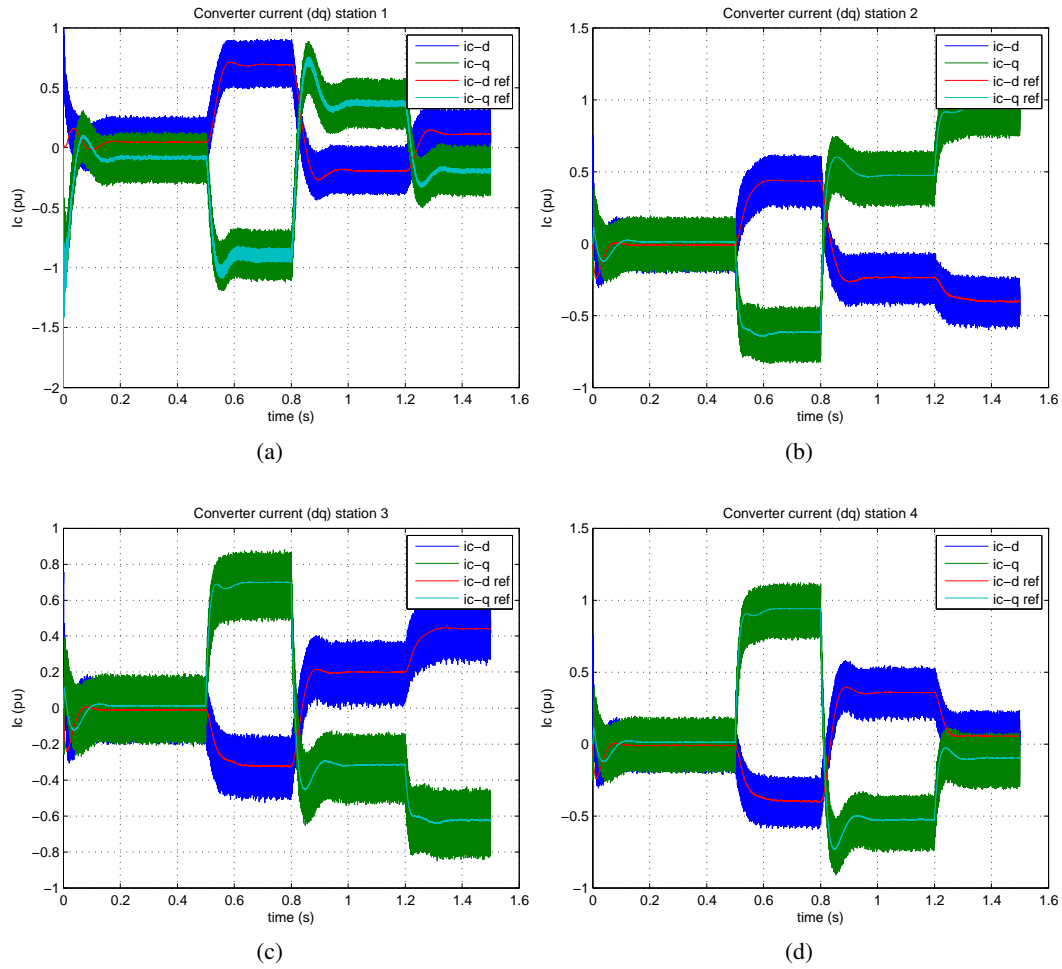 Converter current (dq) station 1
1
0.5
0
−0.5
−1
−1.5
−2
Ic (pu)
0 0.2 0.4 0.6 0.8 1 1.2 1.4 1.6
time (s)
ic−d
ic−q
ic−d ref
ic−q ref
(a)
Converter current (dq) station 2
1.5
1
0.5
0
−0.5
−1
Ic (pu)
0 0.2 0.4 0.6 0.8 1 1.2 1.4 1.6
time (s)
ic−d
ic−q
ic−d ref
ic−q ref
(b)
Converter current (dq) station 3
1
0.8
0.6
0.4
0.2
0
−0.2
−0.4
−0.6
−0.8
−1
Ic (pu)
0 0.2 0.4 0.6 0.8 1 1.2 1.4 1.6
time (s)
ic−d
ic−q
ic−d ref
ic−q ref
(c)
Converter current (dq) station 4
1.5
1
0.5
0
−0.5
−1
Ic (pu)
0 0.2 0.4 0.6 0.8 1 1.2 1.4 1.6
time (s)
ic−d
ic−q
ic−d ref
ic−q ref
(d)